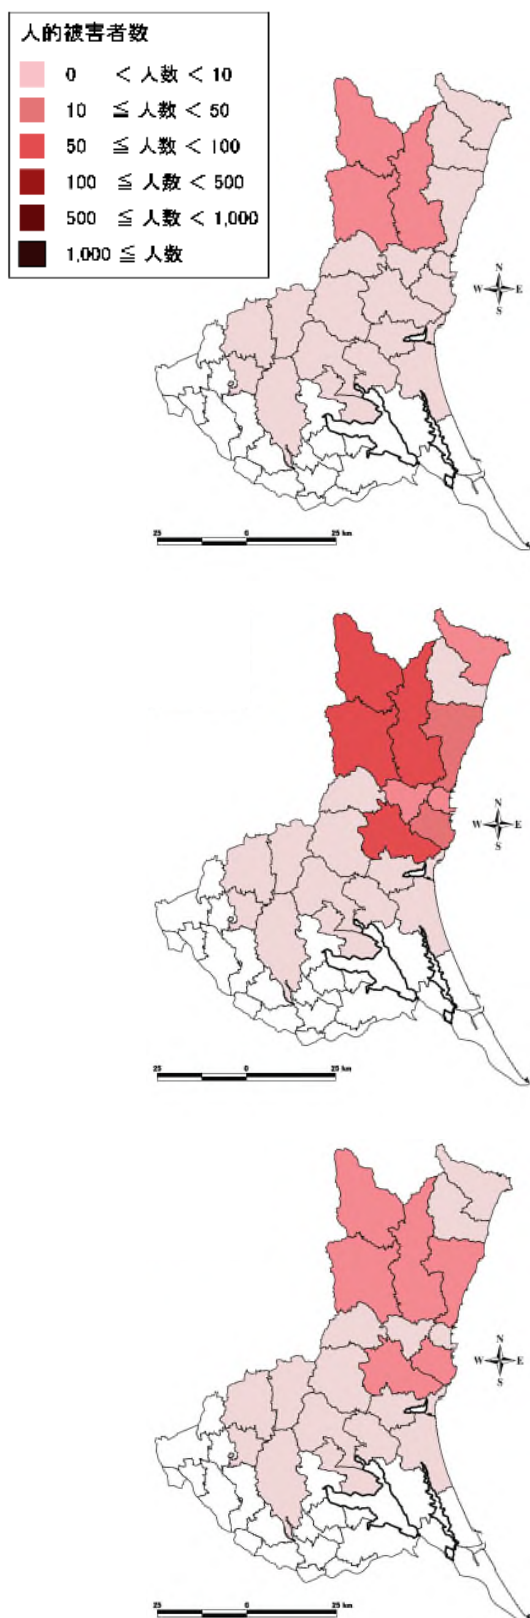 人的被害者数
0 < 人数 < 10
10 ≦ 人数 < 50
50 ≦ 人数 < 100
100 ≦ 人数 < 500
500 ≦ 人数 < 1,000
1,000 ≦ 人数
N
W E
S
25 0 25 km
N
W E
S
25 0 25 km
N
W E
S
25 0 25 km